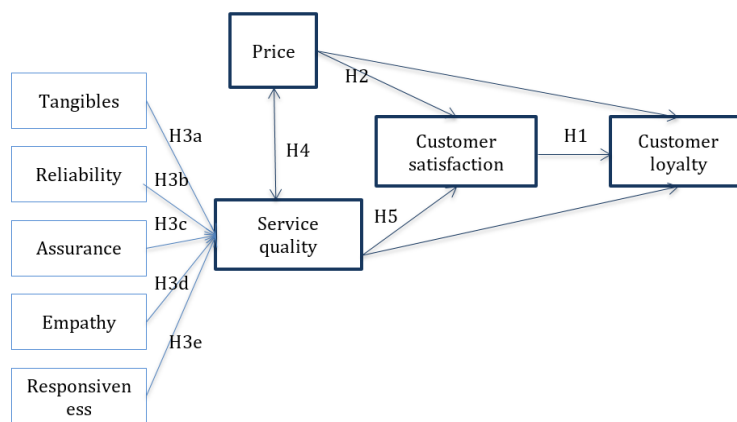 Price
H2
Tangibles
H3a
Customer
satisfaction
H1
Customer
loyalty
H4
Reliability
H3b
H3c
Service
quality
H5
Assurance
H3d
Empathy
H3e
Responsiven
ess